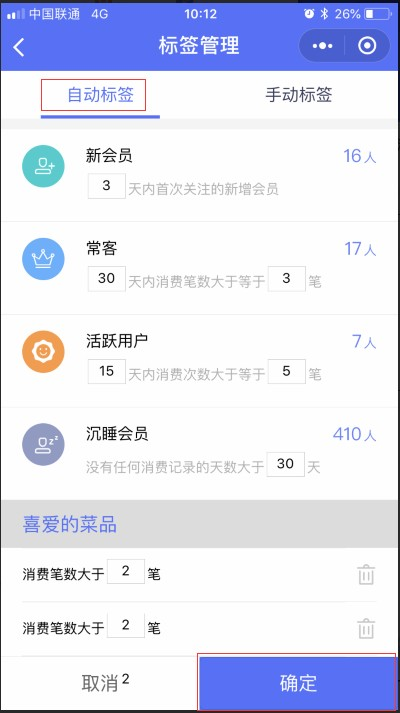 中国联通 4G 10:12 26%
标签管理
自动标签 手动标签
新会员 16人
3 天内首次关注的新增会员
常客 17人
30 天内消费笔数大于等于 3 笔
活跃用户 7人
15 天内消费次数大于等于 5 笔
沉睡会员 410人
没有任何消费记录的天数大于 30 天
喜爱的菜品
消费笔数大于 2 笔
消费笔数大于 2 笔
取消 2 确定